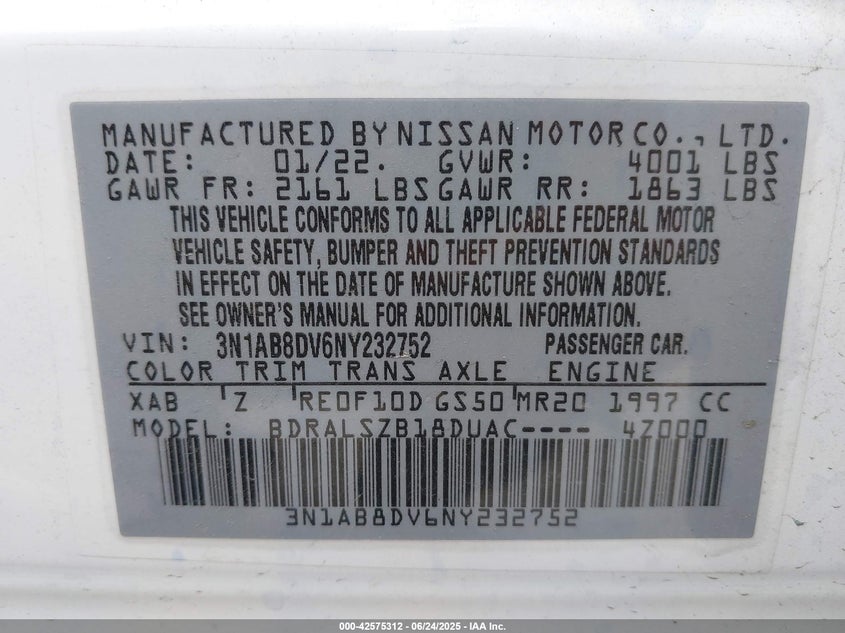 MANUFACTURED BY NISSAN MOTOR CO., LTD.
DATE: 01/22. GVWR: 4001 LBS
GAWR FR: 2161 LBS GAWR RR: 1863 LBS
THIS VEHICLE CONFORMS TO ALL APPLICABLE FEDERAL MOTOR
VEHICLE SAFETY, BUMPER AND THEFT PREVENTION STANDARDS
IN EFFECT ON THE DATE OF MANUFACTURE SHOWN ABOVE.
SEE OWNER'S MANUAL FOR ADDITIONAL INFORMATION.
VIN: 3N1AB8DV6NY232752 PASSENGER CAR.
COLOR TRIM TRANS AXLE ENGINE
XAB Z RE0F10D GS50 MR20 1997 CC
MODEL: BDRALSZB18DUAC---- 4Z000
3N1AB8DV6NY232752
000-42575312 | 06/24/2025 - IAA Inc.